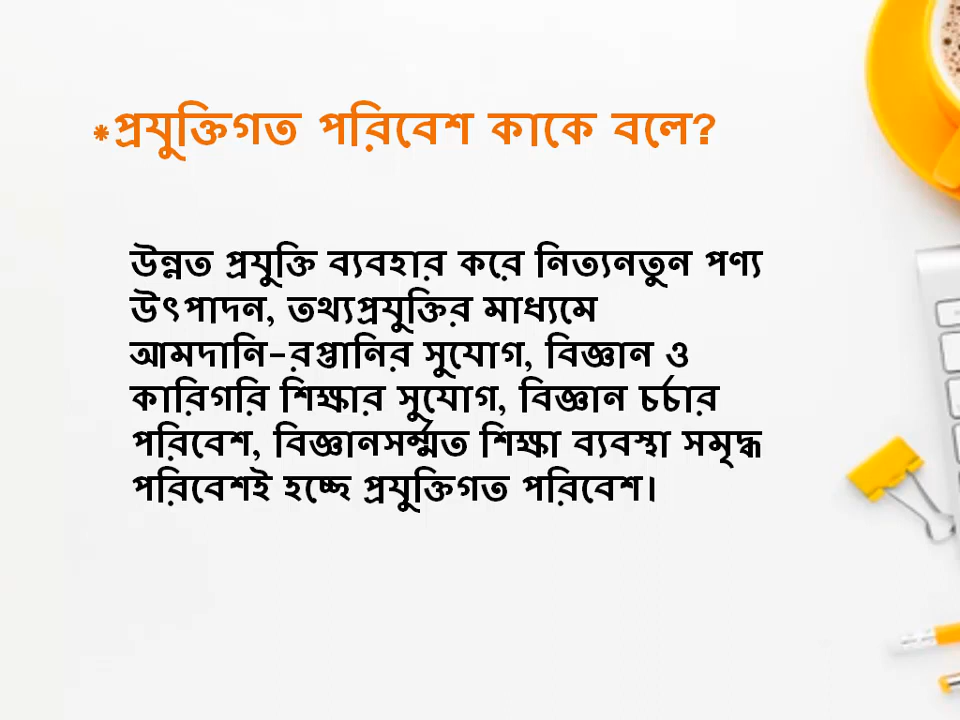 *প্রযুক্তিগত পরিবেশ কাকে বলে?
উন্নত প্রযুক্তি ব্যবহার করে নিত্যনতুন পণ্য
উৎপাদন, তথ্যপ্রযুক্তির মাধ্যমে
আমদানি-রপ্তানির সুযোগ, বিজ্ঞান ও
কারিগরি শিক্ষার সুযোগ, বিজ্ঞান চর্চার
পরিবেশ, বিজ্ঞানসর্ম্মত শিক্ষা ব্যবস্থা সমৃদ্ধ
পরিবেশই হচ্ছে প্রযুক্তিগত পরিবেশ।